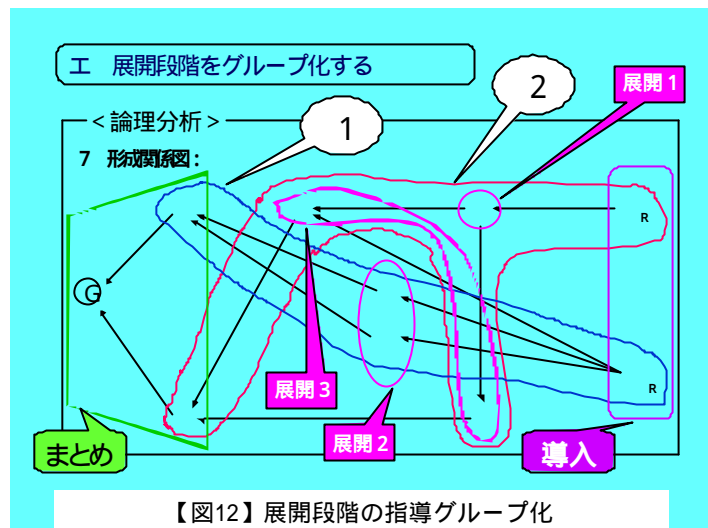 エ 展開段階をグループ化する
2
展開 1
<論理分析>
1
7 形成関係図:
R
G
展開 3
R
展開 2
まとめ
導入
【図12】展開段階の指導グループ化